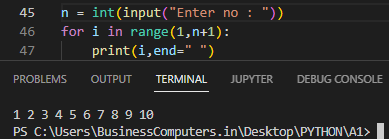 45 n = int(input("Enter no : "))
46 for i in range(1,n+1):
47 print(i,end=" ")
PROBLEMS OUTPUT TERMINAL JUPYTER DEBUG CONSOLE
1 2 3 4 5 6 7 8 9 10
PS C:\Users\BusinessComputers.in\Desktop\PYTHON\A1>